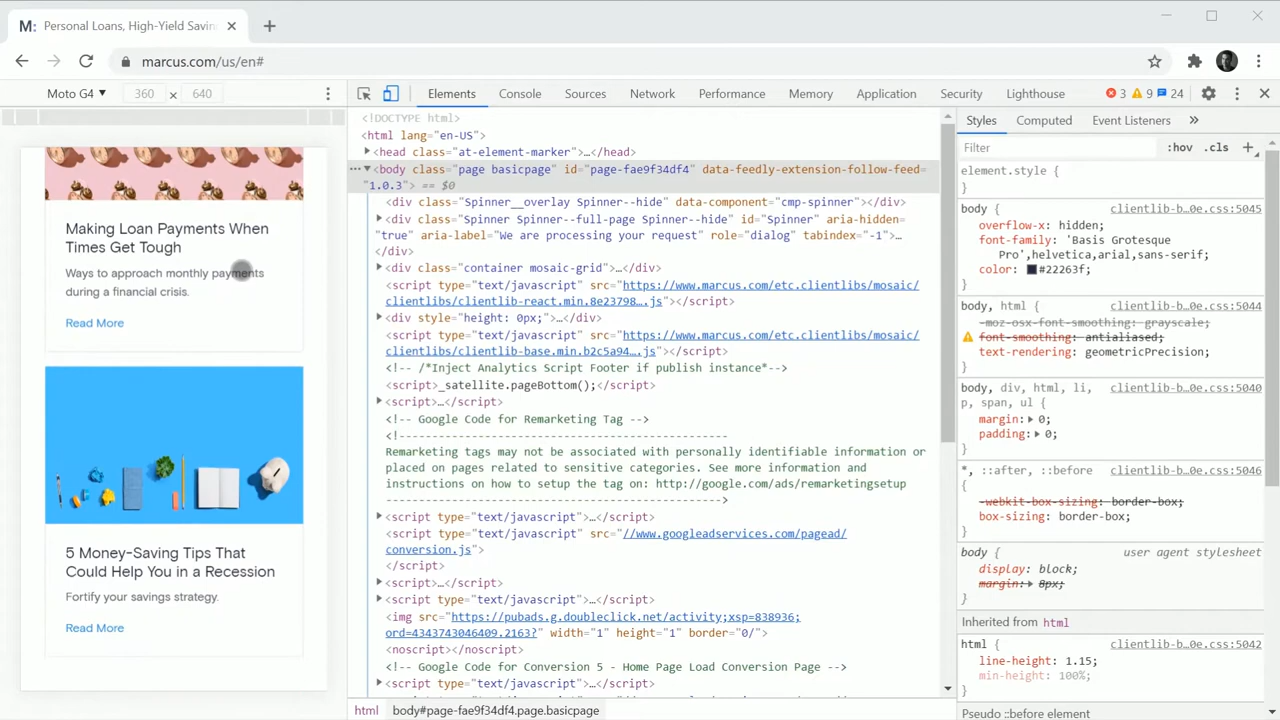 M: Personal Loans, High-Yield Savin
marcus.com/us/en#
Moto G4 ▼ 360 x 640
Elements Console Sources Network Performance Memory Application Security Lighthouse 3 9 24
Making Loan Payments When
Times Get Tough
Ways to approach monthly payments
during a financial crisis.
Read More
5 Money-Saving Tips That
Could Help You in a Recession
Fortify your savings strategy.
Read More
<!DOCTYPE html>
<html lang="en-US">
<head class="at-element-marker">…</head>
<body class="page basicpage" id="page-fae9f34df4" data-feedly-extension-follow-feed=
"1.0.3"> == $0
<div class="Spinner__overlay Spinner--hide" data-component="cmp-spinner"></div>
<div class="Spinner Spinner--full-page Spinner--hide" id="Spinner" aria-hidden=
"true" aria-label="We are processing your request" role="dialog" tabindex="-1">…
</div>
<div class="container mosaic-grid">…</div>
<script type="text/javascript" src="https://www.marcus.com/etc.clientlibs/mosaic/
clientlibs/clientlib-react.min.8e23798….js"></script>
<div style="height: 0px;">…</div>
<script type="text/javascript" src="https://www.marcus.com/etc.clientlibs/mosaic/
clientlibs/clientlib-base.min.b2c5a94….js"></script>
<!-- /*Inject Analytics Script Footer if publish instance*-->
<script>_satellite.pageBottom();</script>
<script>…</script>
<!-- Google Code for Remarketing Tag -->
<!--------------------------------------------------
Remarketing tags may not be associated with personally identifiable information or
placed on pages related to sensitive categories. See more information and
instructions on how to setup the tag on: http://google.com/ads/remarketingsetup
--------------------------------------------------->
<script type="text/javascript">…</script>
<script type="text/javascript" src="//www.googleadservices.com/pagead/
conversion.js">
</script>
<script>…</script>
<script type="text/javascript">…</script>
<img src="https://pubads.g.doubleclick.net/activity;xsp=838936;
ord=4343743046409.2163?" width="1" height="1" border="0/">
<noscript></noscript>
<!-- Google Code for Conversion 5 - Home Page Load Conversion Page -->
<script type="text/javascript">…</script>
html body#page-fae9f34df4.page.basicpage
Styles Computed Event Listeners »
Filter :hov .cls +
element.style {
}
body { clientlib-b…0e.css:5045
overflow-x: hidden;
font-family: 'Basis Grotesque
Pro',helvetica,arial,sans-serif;
color: #22263f;
}
body, html { clientlib-b…0e.css:5044
-moz-osx-font-smoothing: grayscale;
font-smoothing: antialiased;
text-rendering: geometricPrecision;
}
body, div, html, li, clientlib-b…0e.css:5040
p, span, ul {
margin: 0;
padding: 0;
}
*, ::after, ::before clientlib-b…0e.css:5046
{
-webkit-box-sizing: border-box;
box-sizing: border-box;
}
body { user agent stylesheet
display: block;
margin: 8px;
}
Inherited from html
html { clientlib-b…0e.css:5042
line-height: 1.15;
min-height: 100%;
}
Pseudo ::before element